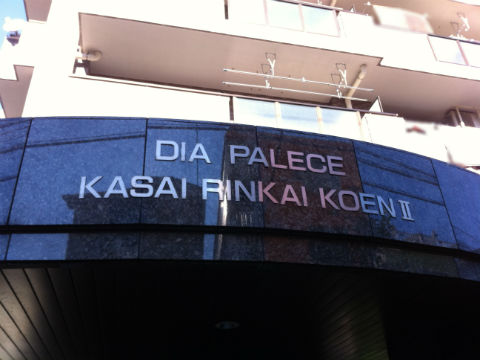 DIA PALECE
KASAI RINKAI KOEN Ⅱ